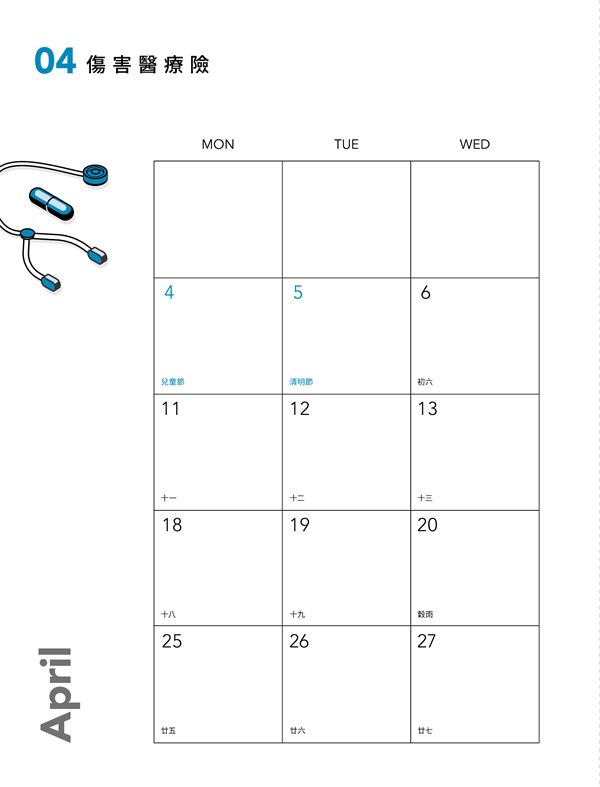 04 傷害醫療險
MON TUE WED
4 5 6
兒童節 清明節 初六
11 12 13
十一 十二 十三
18 19 20
十八 十九 穀雨
25 26 27
廿五 廿六 廿七
April